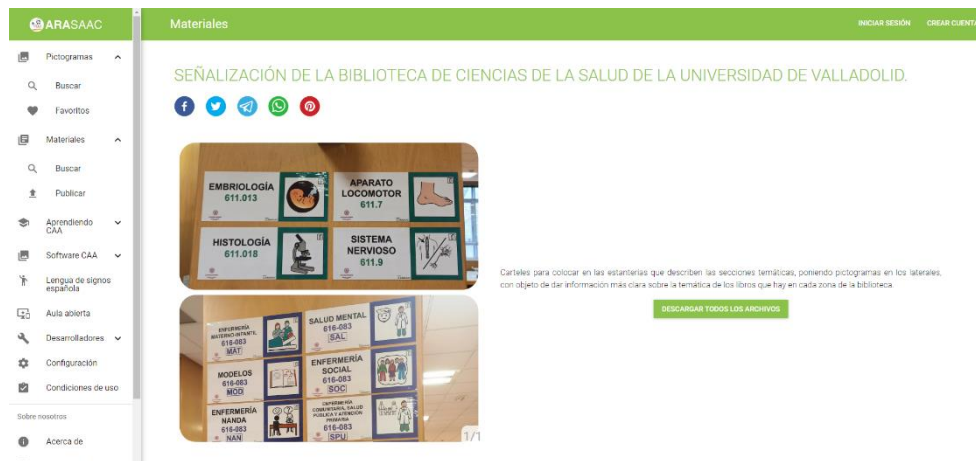 ARASAAC
Materiales
INICIAR SESIÓN
CREAR CUENTA
Pictogramas
Buscar
Favoritos
Materiales
Buscar
Publicar
Aprendiendo
CAA
Software CAA
Lengua de signos
española
Aula abierta
Desarrolladores
Configuración
Condiciones de uso
Sobre nosotros
Acerca de
SEÑALIZACIÓN DE LA BIBLIOTECA DE CIENCIAS DE LA SALUD DE LA UNIVERSIDAD DE VALLADOLID.
EMBRIOLOGÍA
611.013
APARATO
LOCOMOTOR
611.7
HISTOLOGÍA
611.018
SISTEMA
NERVIOSO
611.9
ENFERMERÍA
MATERNO-INFANTIL
616-083
MAT
SALUD MENTAL
616-083
SAL
MODELOS
616-083
MOD
ENFERMERÍA
SOCIAL
616-083
SOC
ENFERMERÍA
NANDA
616-083
NAN
ENFERMERÍA
COMUNITARIA, SALUD
PÚBLICA Y ATENCIÓN
PRIMARIA
616-083
SPU
1/1
Carteles para colocar en las estanterías que describen las secciones temáticas, poniendo pictogramas en los laterales,
con objeto de dar información más clara sobre la temática de los libros que hay en cada zona de la biblioteca
DESCARGAR TODOS LOS ARCHIVOS